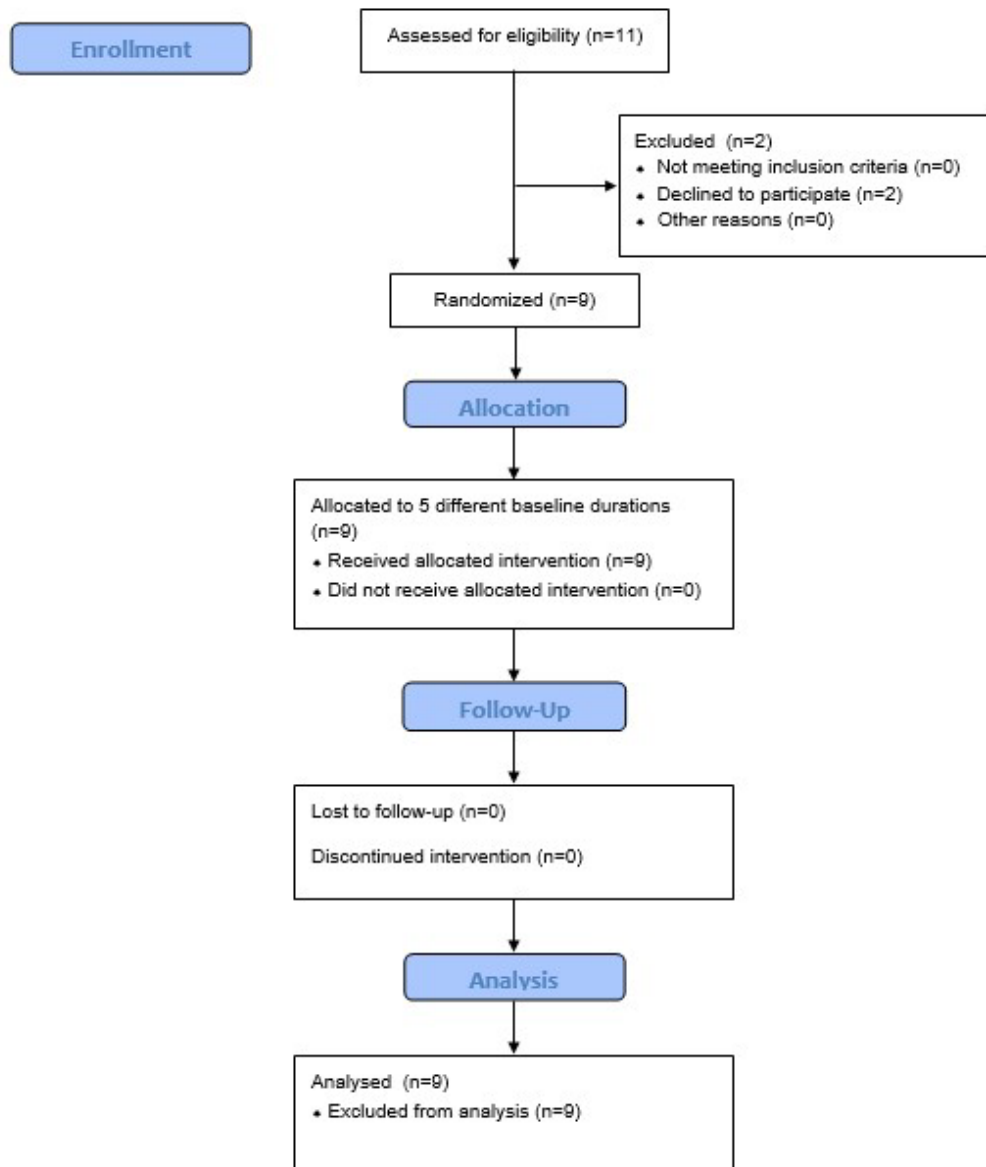 Enrollment
Assessed for eligibility (n=11)
Excluded (n=2)
• Not meeting inclusion criteria (n=0)
• Declined to participate (n=2)
• Other reasons (n=0)
Randomized (n=9)
Allocation
Allocated to 5 different baseline durations
(n=9)
• Received allocated intervention (n=9)
• Did not receive allocated intervention (n=0)
Follow-Up
Lost to follow-up (n=0)
Discontinued intervention (n=0)
Analysis
Analysed (n=9)
• Excluded from analysis (n=9)